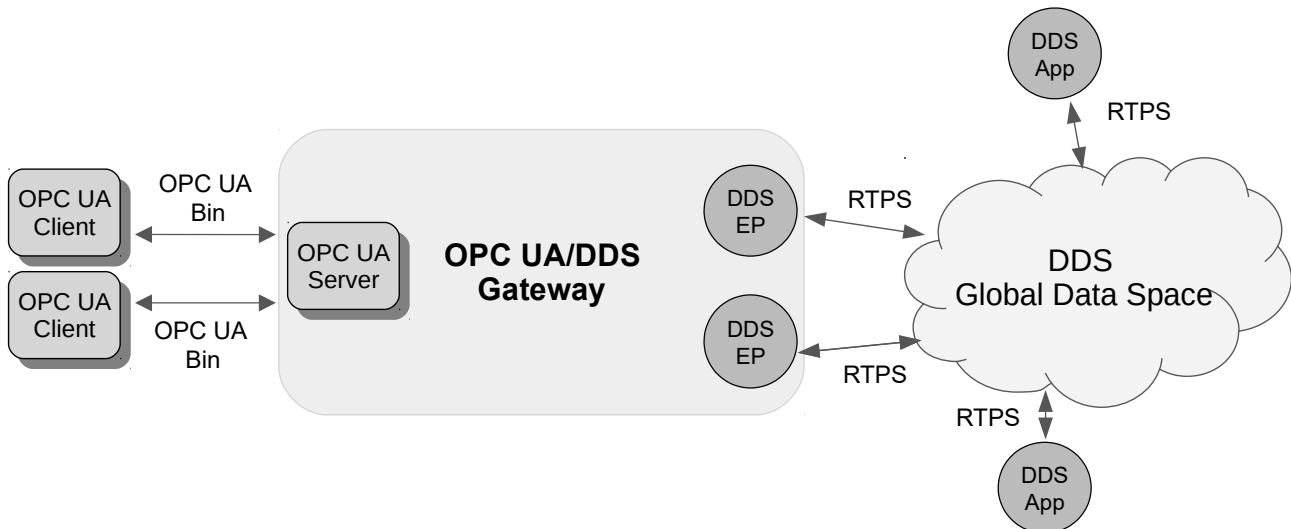 OPC UA
Client
OPC UA
Bin
OPC UA
Client
OPC UA
Bin
OPC UA
Server
OPC UA/DDS
Gateway
DDS
EP
DDS
EP
RTPS
RTPS
DDS
App
RTPS
DDS
Global Data Space
RTPS
DDS
App